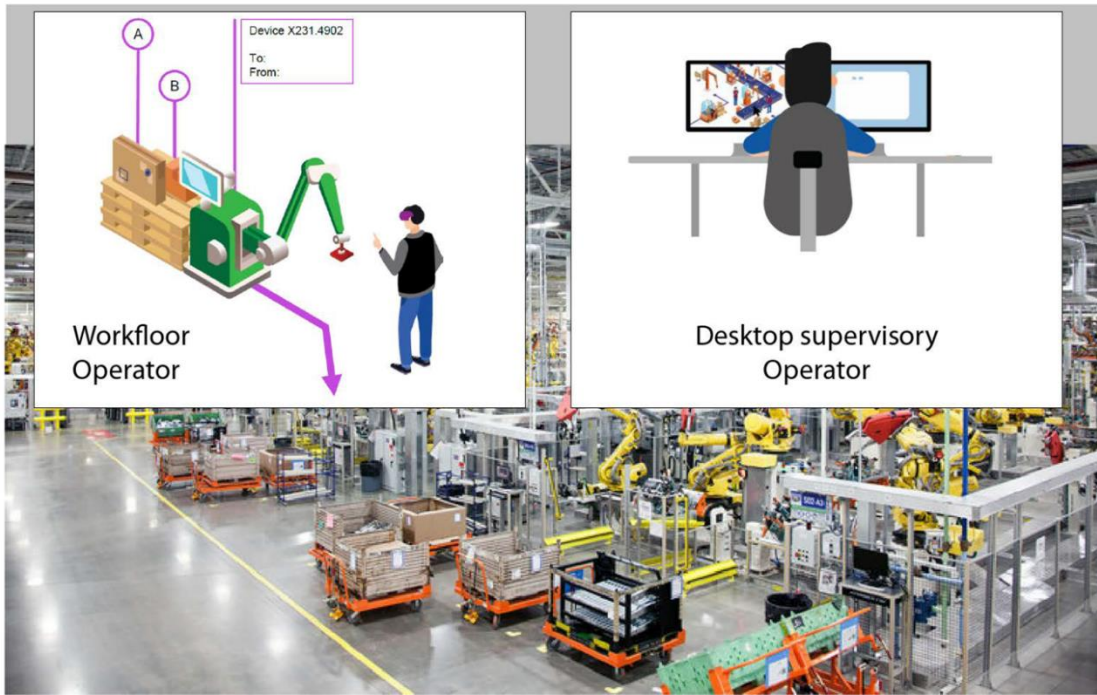 A
B
Device X231.4902
To:
From:
Workfloor
Operator
Desktop supervisory
Operator